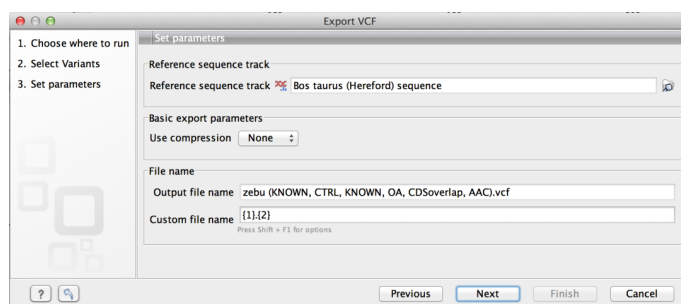 Export VCF
1. Choose where to run
2. Select Variants
3. Set parameters
Set parameters
Reference sequence track
Reference sequence track Bos taurus (Hereford) sequence
Basic export parameters
Use compression None
File name
Output file name zebu (KNOWN, CTRL, KNOWN, OA, CDSoverlap, AAC).vcf
Custom file name {1}.{2}
Press Shift + F1 for options
? Previous Next Finish Cancel